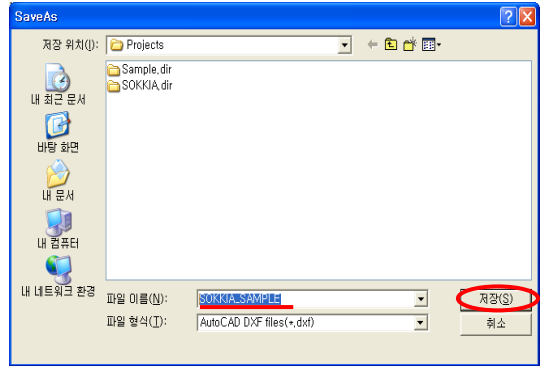 SaveAs
저장 위치(I):
Projects
Sample.dir
SOKKIA.dir
내 최근 문서
바탕 화면
내 문서
내 컴퓨터
내 네트워크 환경
파일 이름(N):
SOKKIA_SAMPLE
저장(S)
파일 형식(T):
AutoCAD DXF files(*.dxf)
취소